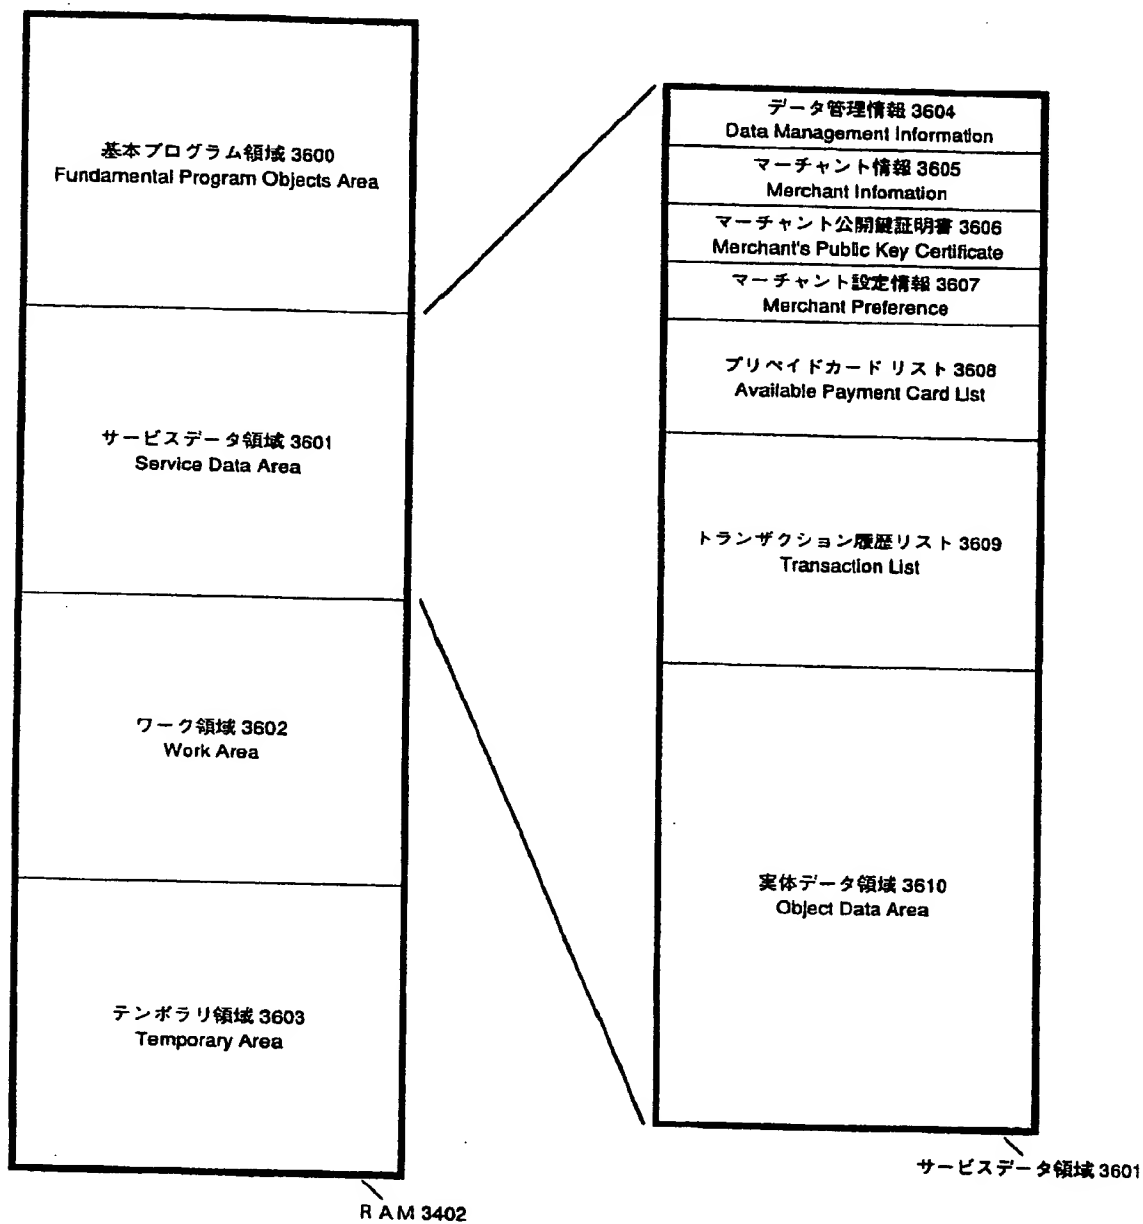 基本プログラム領域 3600
Fundamental Program Objects Area
サービスデータ領域 3601
Service Data Area
ワーク領域 3602
Work Area
テンポラリ領域 3603
Temporary Area
RAM 3402
データ管理情報 3604
Data Management Information
マーチャント情報 3605
Merchant Infomation
マーチャント公開鍵証明書 3606
Merchant's Public Key Certificate
マーチャント設定情報 3607
Merchant Preference
プリペイドカード リスト 3608
Available Payment Card List
トランザクション履歴リスト 3609
Transaction List
実体データ領域 3610
Object Data Area
サービスデータ領域 3601